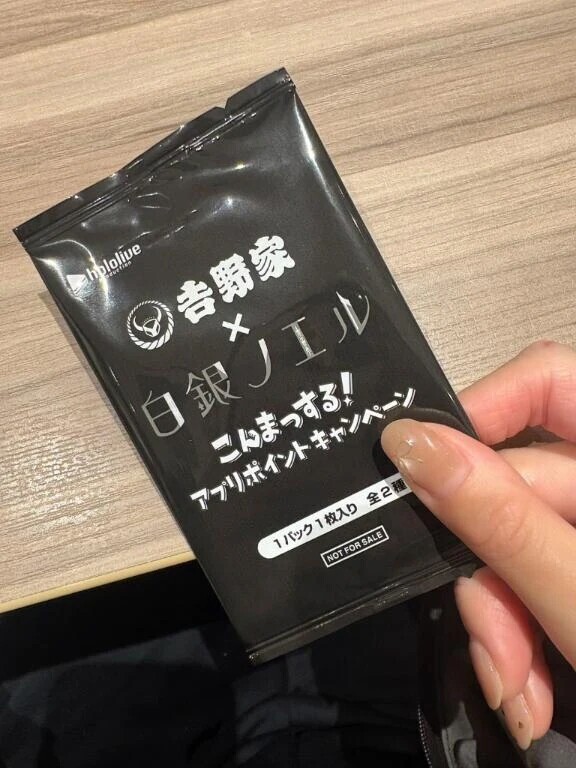 hololive
production
吉野家
×
白銀ノエル
こんまっする!
アプリポイントキャンペーン
1パック1枚入り 全2種
NOT FOR SALE